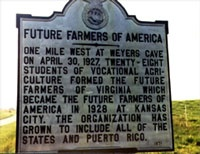 FUTURE FARMERS OF AMERICA
ONE MILE WEST AT WEYERS CAVE
ON APRIL 30, 1927, TWENTY-EIGHT
STUDENTS OF VOCATIONAL AGRI-
CULTURE FORMED THE FUTURE
FARMERS OF VIRGINIA WHICH
BECAME THE FUTURE FARMERS OF
AMERICA IN 1928 AT KANSAS
CITY. THE ORGANIZATION HAS
GROWN TO INCLUDE ALL OF THE
STATES AND PUERTO RICO.